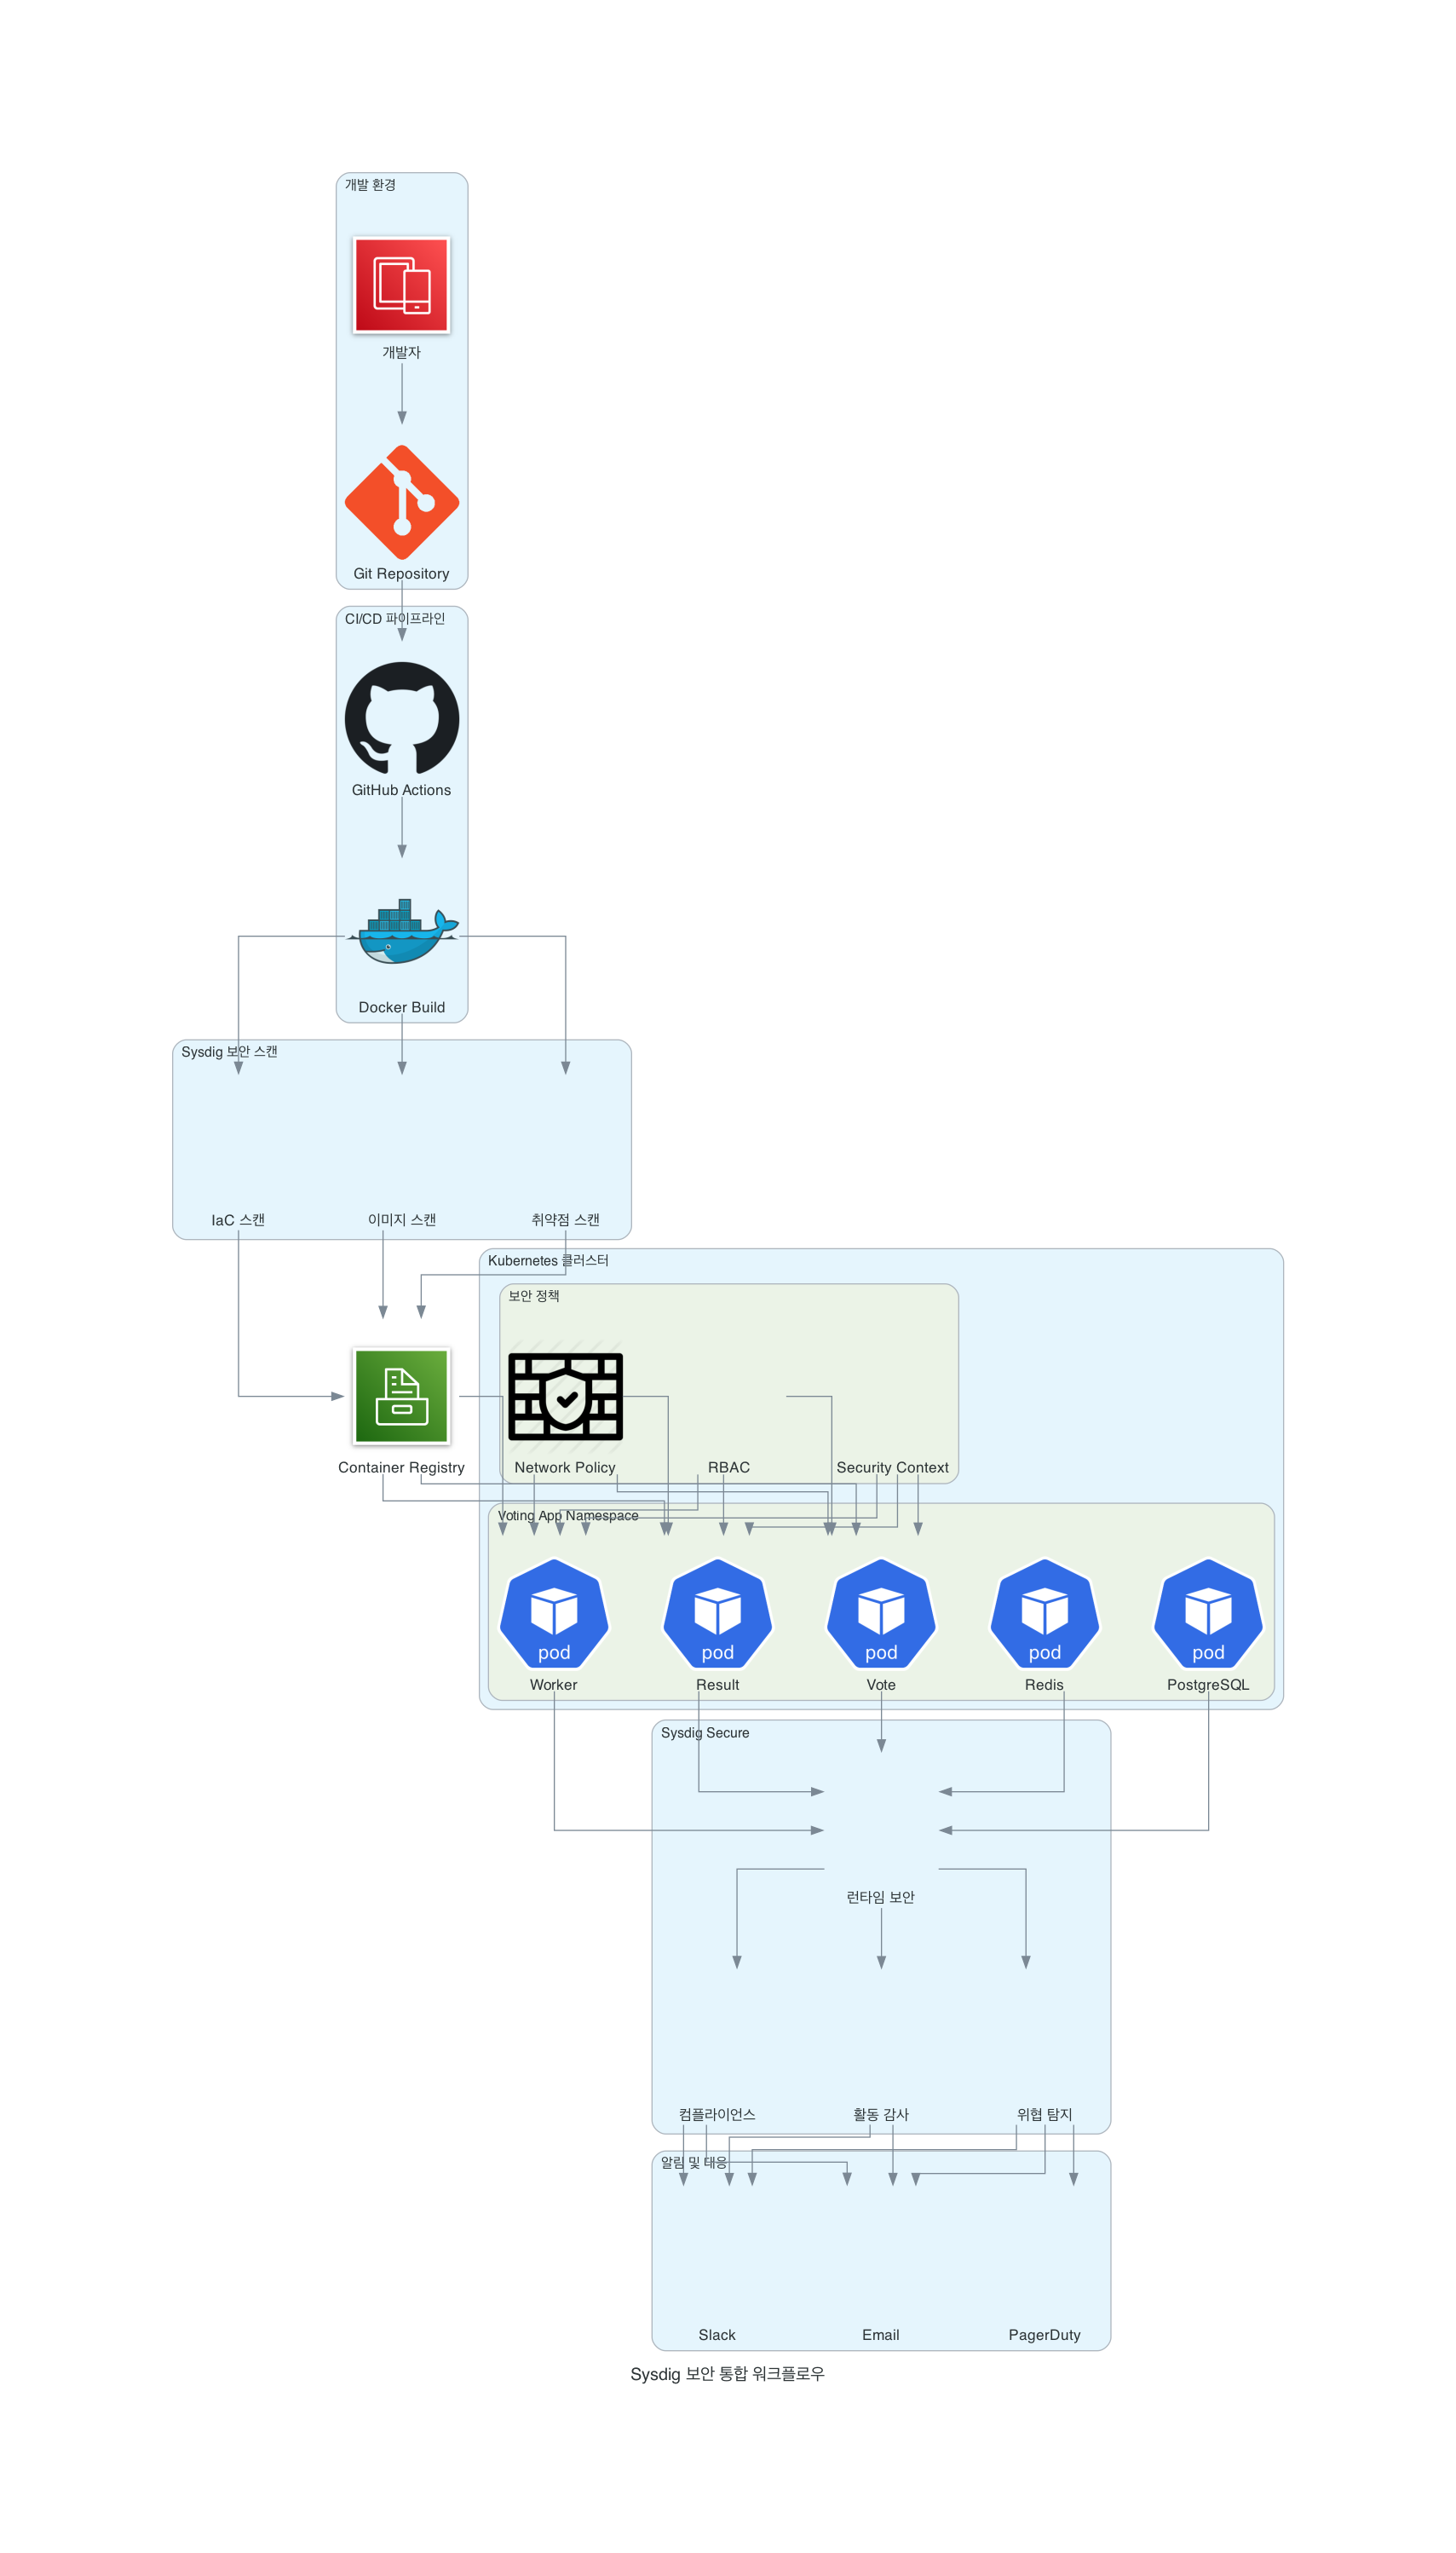 개발 환경
개발자
Git Repository
CI/CD 파이프라인
GitHub Actions
Docker Build
Sysdig 보안 스캔
IaC 스캔
이미지 스캔
취약점 스캔
Kubernetes 클러스터
보안 정책
Container Registry
Network Policy
RBAC
Security Context
Voting App Namespace
pod
pod
pod
pod
pod
Worker
Result
Vote
Redis
PostgreSQL
Sysdig Secure
런타임 보안
컴플라이언스
활동 감사
위협 탐지
알림 및 대응
Slack
Email
PagerDuty
Sysdig 보안 통합 워크플로우